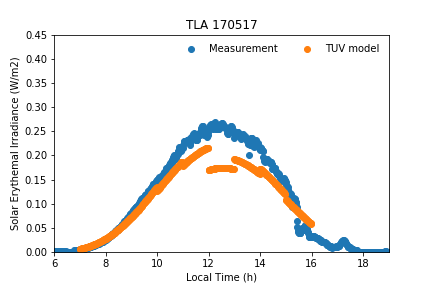 TLA 170517
Measurement TUV model
Solar Erythemal Irradiance (W/m2)
0.45
0.40
0.35
0.30
0.25
0.20
0.15
0.10
0.05
0.00
6 8 10 12 14 16 18
Local Time (h)